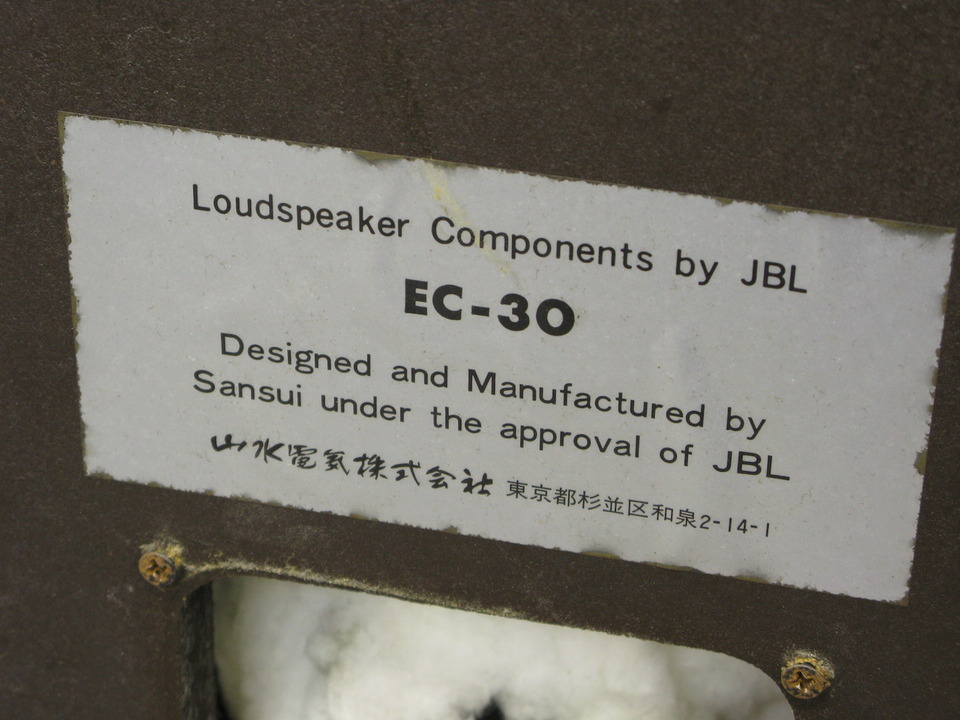 Loudspeaker Components by JBL
EC-30
Designed and Manufactured by
Sansui under the approval of JBL
山水電気株式会社 東京都杉並区和泉2-14-1